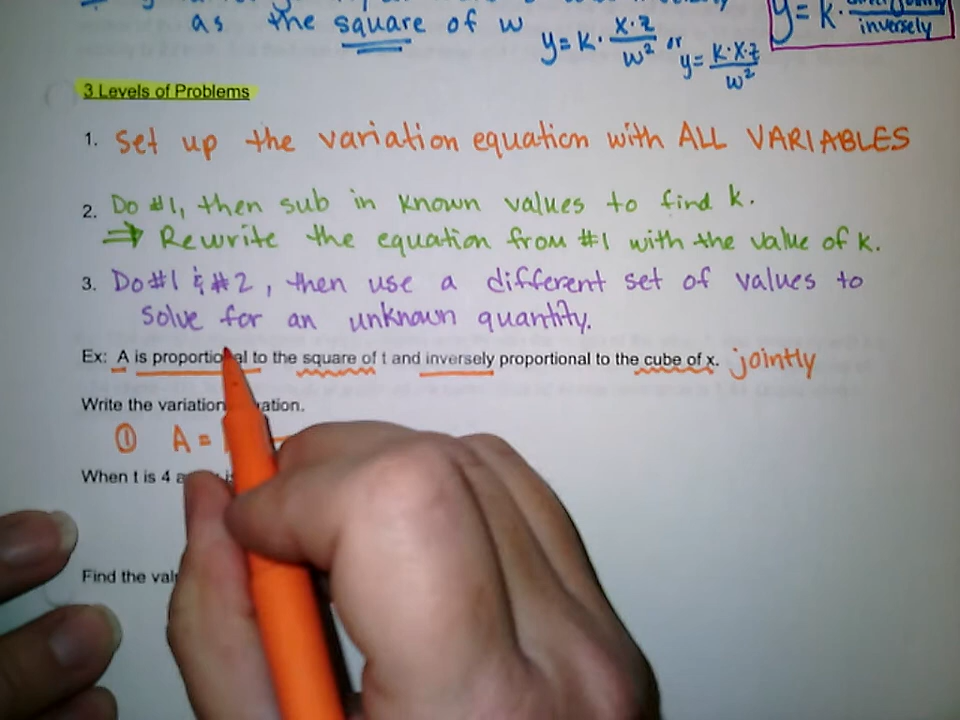 as the square of w
y=k. x.z/w² or y= k.x.z/w²
y= k. inversely
3 Levels of Problems
1. Set up the variation equation with ALL VARIABLES
2. Do #1, then sub in known values to find k.
⇒ Rewrite the equation from #1 with the value of k.
3. Do #1 & #2, then use a different set of values to
solve for an unknown quantity.
Ex: A is proportional to the square of t and inversely proportional to the cube of x. jointly
Write the variation
① A =
When t is 4
Find the